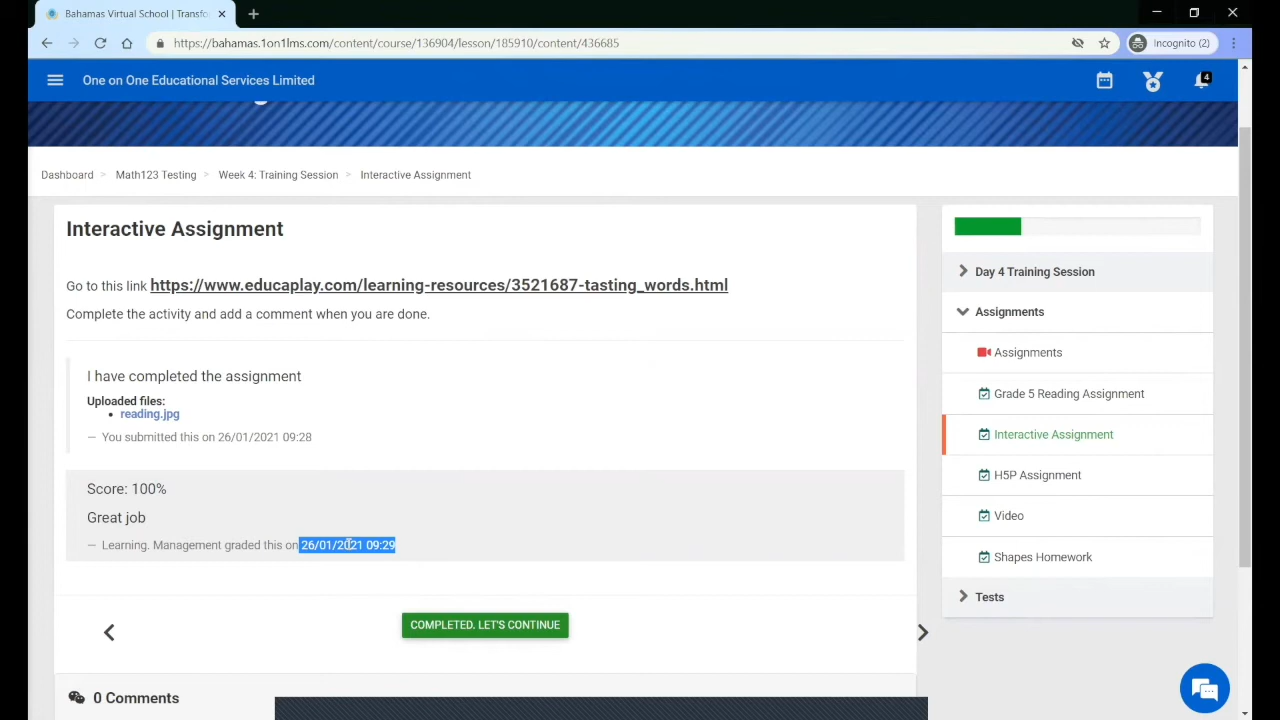 Bahamas Virtual School | Transfo
https://bahamas.1on1lms.com/content/course/136904/lesson/185910/content/436685
Incognito (2)
One on One Educational Services Limited
4
Dashboard > Math123 Testing > Week 4: Training Session > Interactive Assignment
Interactive Assignment
Go to this link https://www.educaplay.com/learning-resources/3521687-tasting_words.html
Complete the activity and add a comment when you are done.
I have completed the assignment
Uploaded files:
• reading.jpg
— You submitted this on 26/01/2021 09:28
Score: 100%
Great job
— Learning. Management graded this on 26/01/2021 09:29
COMPLETED. LET'S CONTINUE
0 Comments
Day 4 Training Session
Assignments
Assignments
Grade 5 Reading Assignment
Interactive Assignment
H5P Assignment
Video
Shapes Homework
Tests